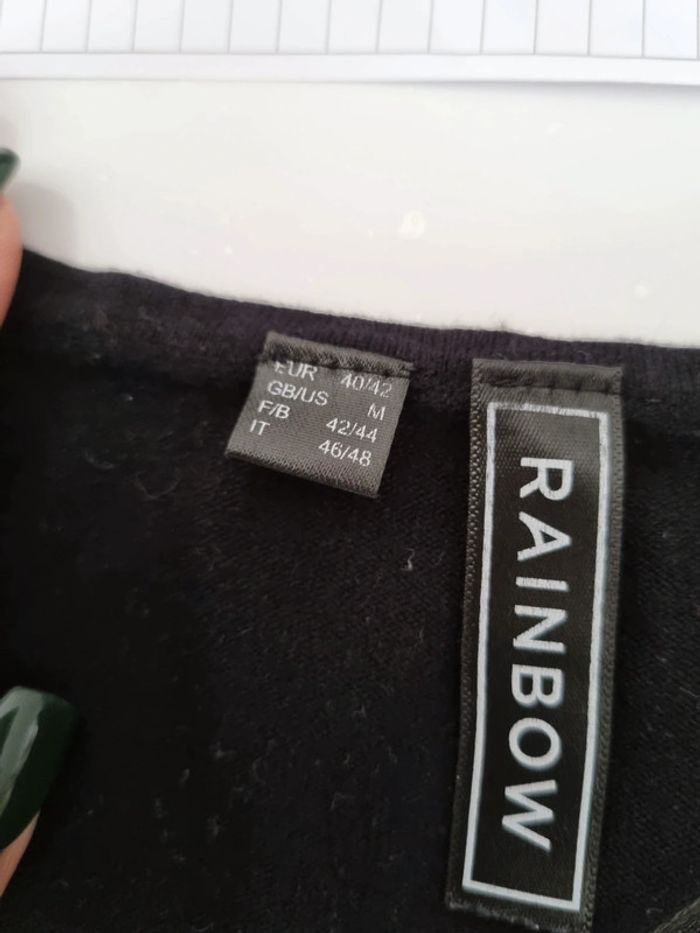 EUR 40/42
GB/US M
F/B 42/44
IT 46/48
RAINBOW